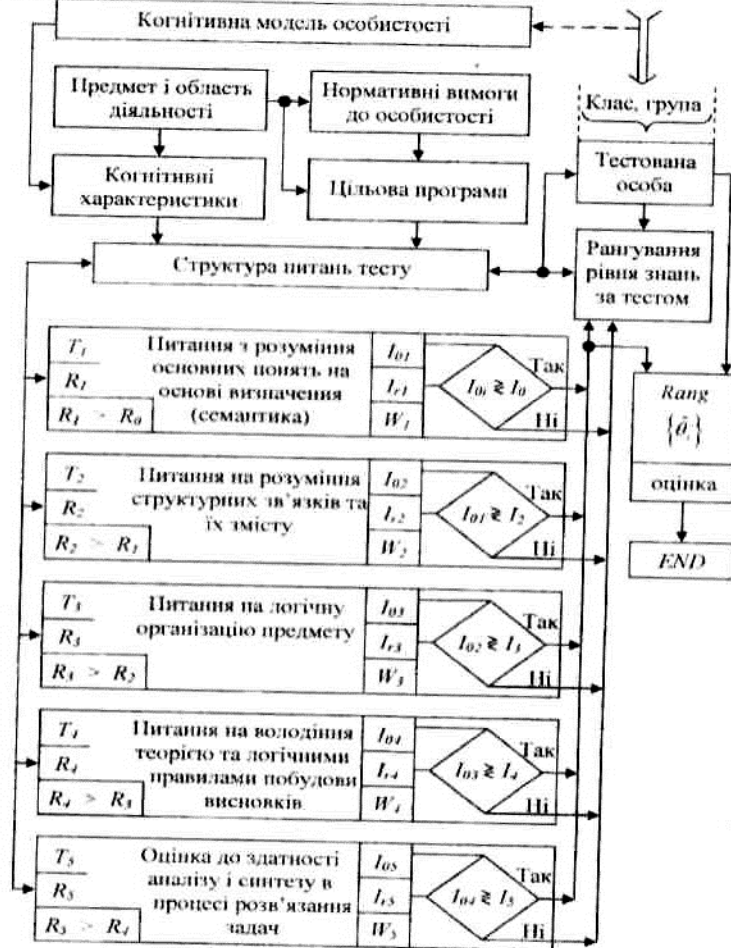 Когнітивна модель особистості
Предмет і область
діяльності
Нормативні вимоги
до особистості
Клас, група
Когнітивні
характеристики
Цільова програма
Тестована
особа
Структура питань тесту
Рангування
рівня знань
за тестом
T₁
R₁
R₁ > R₀
Питання з розуміння
основних понять на
основі визначення
(семантика)
I₀₁
Iᵣ₁
W₁
I₀ᵢ ≷ I₀
Так
Ні
Rang
оцінка
END
T₂
R₂
R₂ > R₁
Питання на розуміння
структурних зв'язків та
їх змісту
I₀₂
Iᵣ₂
W₂
I₀₁ ≷ I₂
Так
Ні
T₃
R₃
R₃ > R₂
Питання на логічну
організацію предмету
I₀₃
Iᵣ₃
W₃
I₀₂ ≷ I₃
Так
Ні
T₄
R₄
R₄ > R₃
Питання на володіння
теорією та логічними
правилами побудови
висновків
I₀₄
Iᵣ₄
W₄
I₀₃ ≷ I₄
Так
Ні
T₅
R₅
R₅ > R₄
Оцінка до здатності
аналізу і синтезу в
процесі розв'язання
задач
I₀₅
Iᵣ₅
W₅
I₀₄ ≷ I₅
Так
Ні